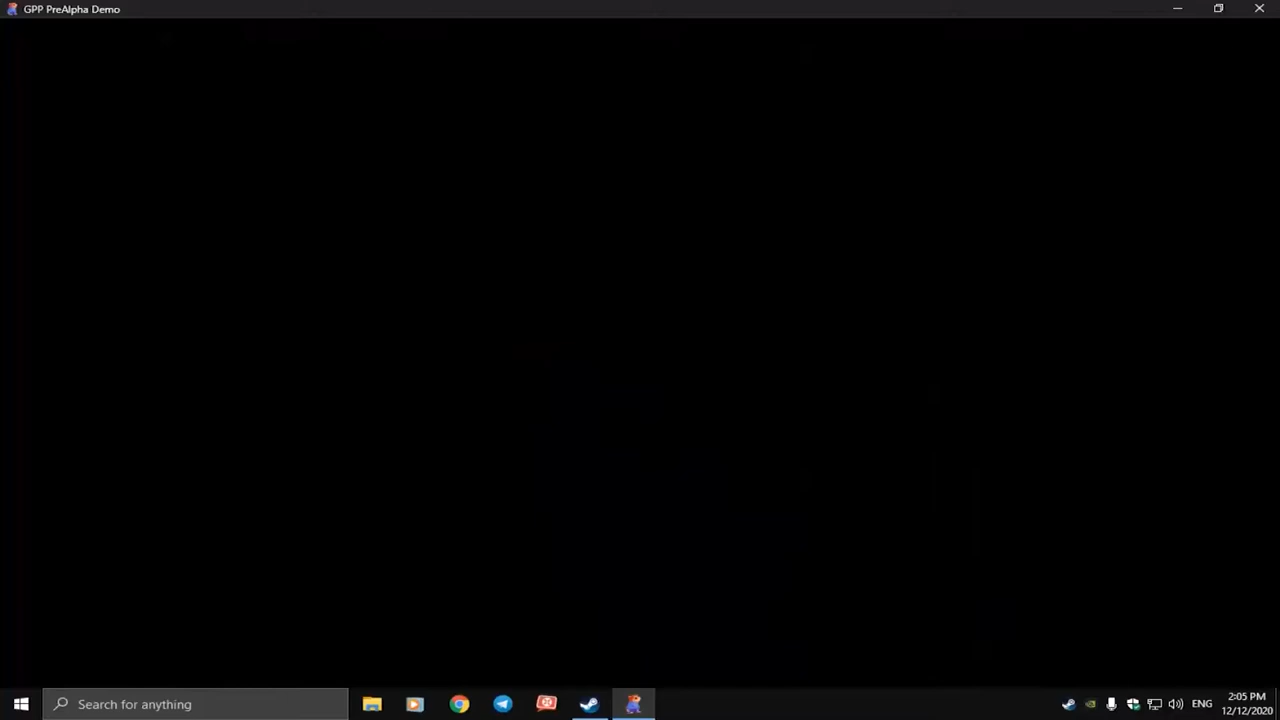 GPP PreAlpha Demo
Search for anything
ENG
2:05 PM
12/12/2020